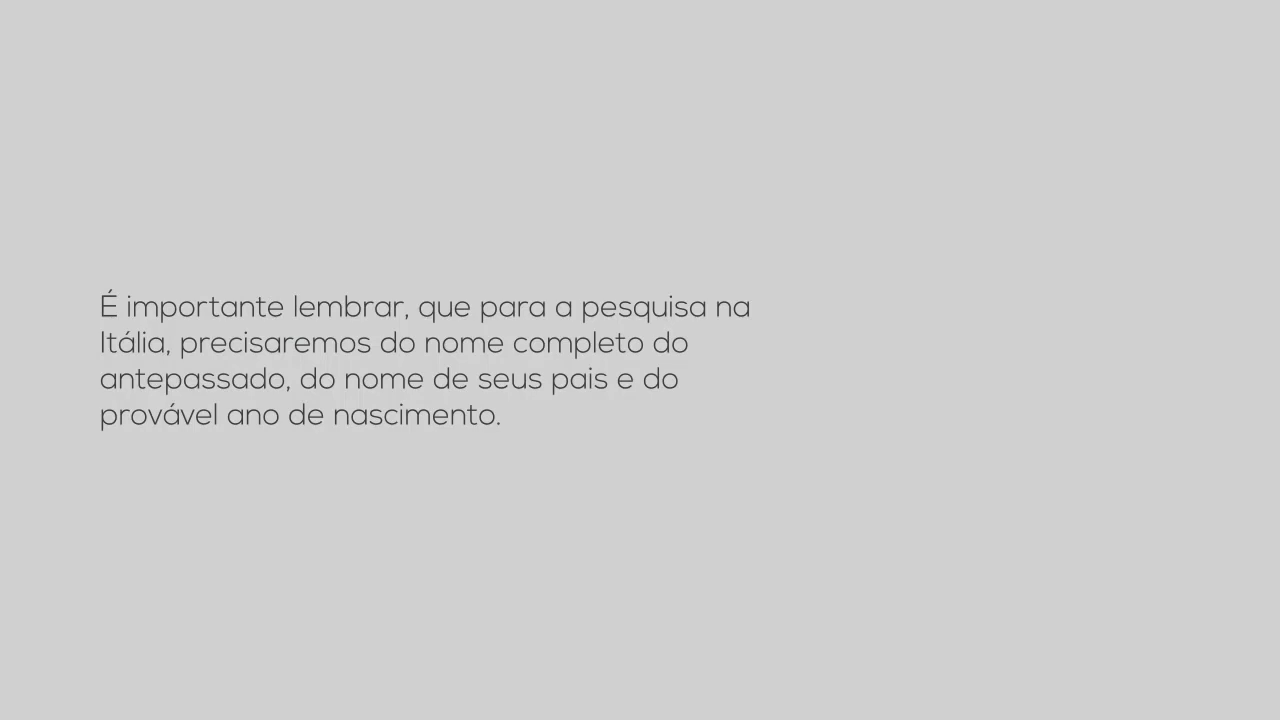 É importante lembrar, que para a pesquisa na
Itália, precisaremos do nome completo do
antepassado, do nome de seus pais e do
provável ano de nascimento.